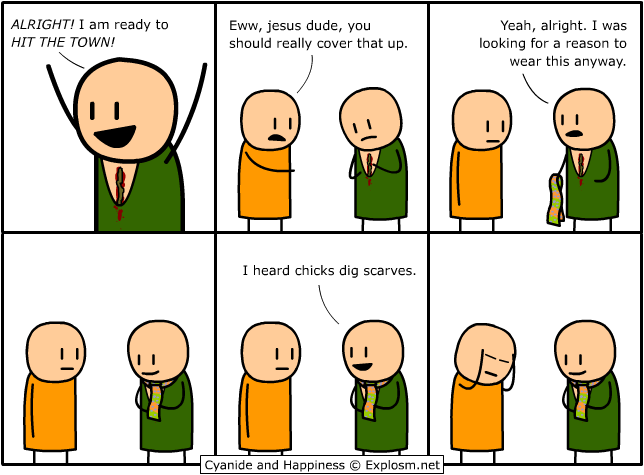 ALRIGHT! I am ready to
HIT THE TOWN!
Eww, jesus dude, you
should really cover that up.
Yeah, alright. I was
looking for a reason to
wear this anyway.
I heard chicks dig scarves.
Cyanide and Happiness © Explosm.net